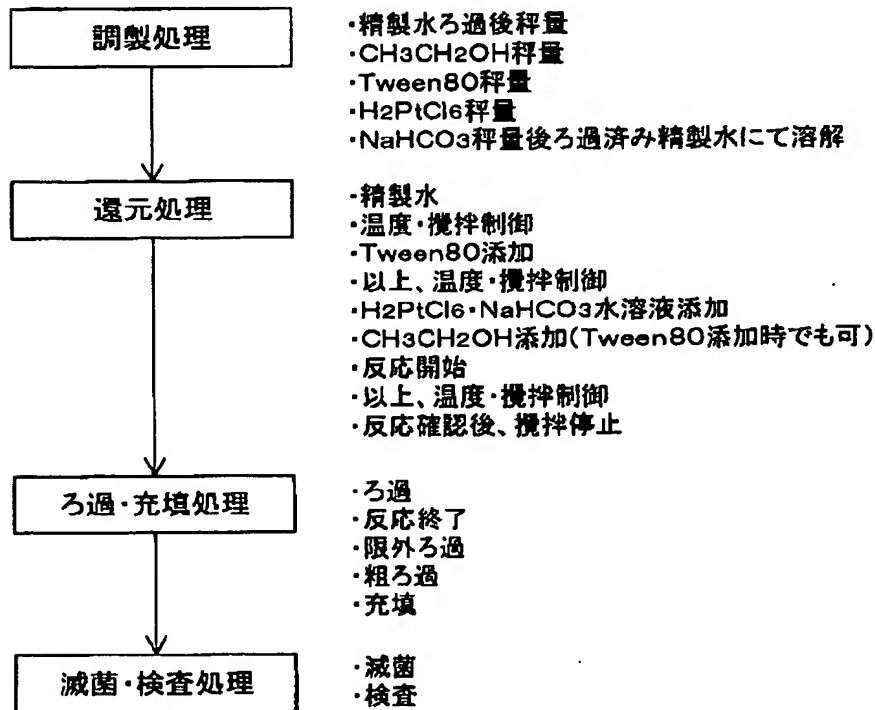 調製処理
・精製水ろ過後秤量
・CH3CH2OH秤量
・Tween80秤量
・H2PtCl6秤量
・NaHCO3秤量後ろ過済み精製水にて溶解
還元処理
・精製水
・温度・攪拌制御
・Tween80添加
・以上、温度・攪拌制御
・H2PtCl6・NaHCO3水溶液添加
・CH3CH2OH添加(Tween80添加時でも可)
・反応開始
・以上、温度・攪拌制御
・反応確認後、攪拌停止
ろ過・充填処理
・ろ過
・反応終了
・限外ろ過
・粗ろ過
・充填
滅菌・検査処理
・滅菌
・検査